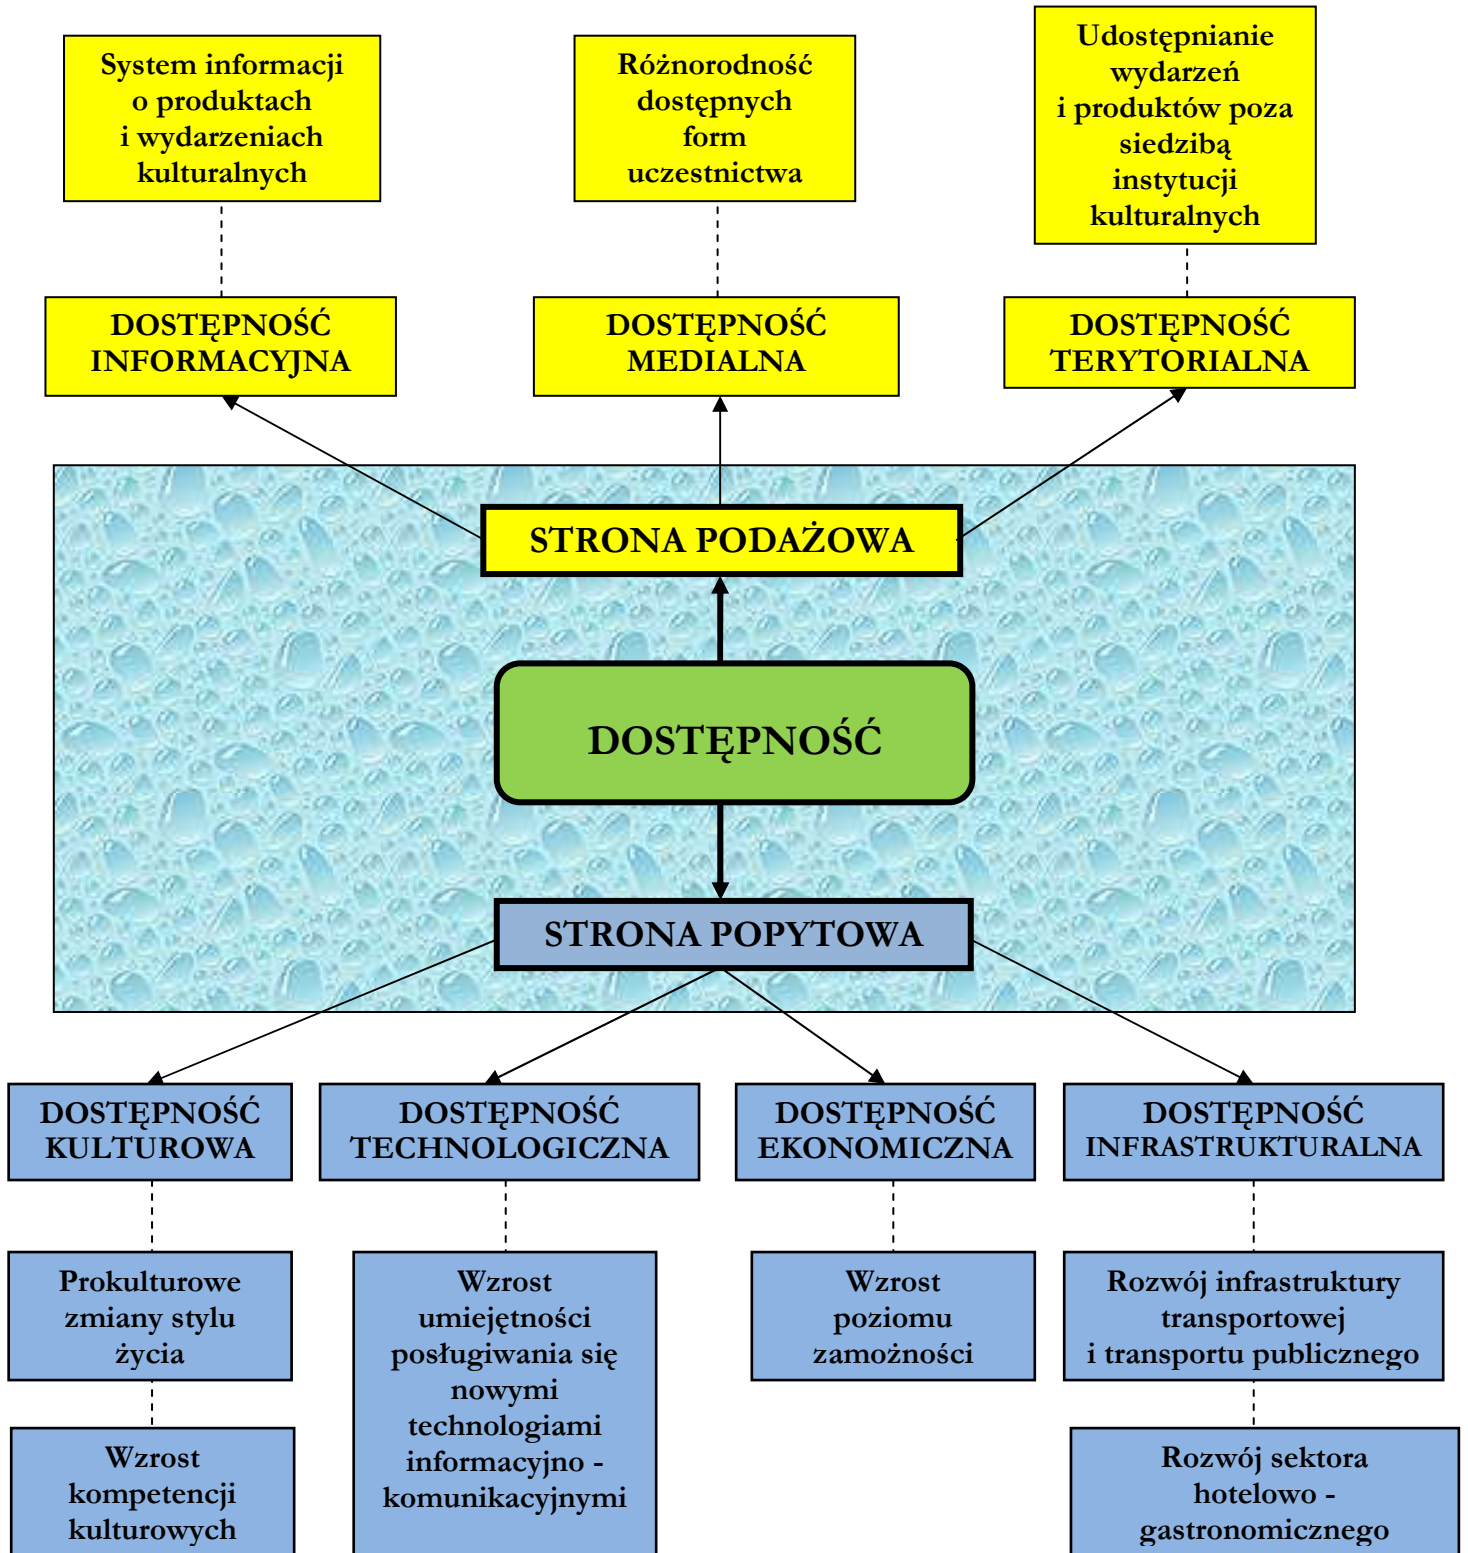 System informacji
o produktach
i wydarzeniach
kulturalnych
Różnorodność
dostępnych
form
uczestnictwa
Udostępnianie
wydarzeń
i produktów poza
siedzibą
instytucji
kulturalnych
DOSTĘPNOŚĆ
INFORMACYJNA
DOSTĘPNOŚĆ
MEDIALNA
DOSTĘPNOŚĆ
TERYTORIALNA
STRONA PODAŻOWA
DOSTĘPNOŚĆ
STRONA POPYTOWA
DOSTĘPNOŚĆ
KULTUROWA
DOSTĘPNOŚĆ
TECHNOLOGICZNA
DOSTĘPNOŚĆ
EKONOMICZNA
DOSTĘPNOŚĆ
INFRASTRUKTURALNA
Prokulturowe
zmiany stylu
życia
Wzrost
umiejętności
posługiwania się
nowymi
technologiami
informacyjno -
komunikacyjnymi
Wzrost
poziomu
zamożności
Rozwój infrastruktury
transportowej
i transportu publicznego
Wzrost
kompetencji
kulturowych
Rozwój sektora
hotelowo -
gastronomicznego